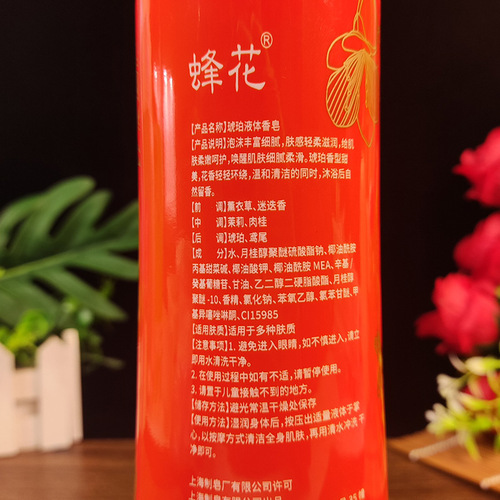 蜂花®
【产品名称】琥珀液体香皂
【产品说明】泡沫丰富细腻，肤感轻柔滋润，给肌
肤柔嫩呵护，唤醒肌肤细腻柔滑。琥珀香型甜
美，花香轻轻环绕，温和清洁的同时，沐浴后自
然留香。
【前 调】薰衣草、迷迭香
【中 调】茉莉、肉桂
【后 调】琥珀、鸢尾
【成 分】水、月桂醇聚醚硫酸酯钠、椰油酰胺
丙基甜菜碱、椰油酸钾、椰油酰胺 MEA、辛基/
癸基葡糖苷、甘油、乙二醇二硬脂酸酯、月桂醇
聚醚-10、香精、氯化钠、苯氧乙醇、氯苯甘醚、甲
基异噻唑啉酮、CI15985
【适用肤质】适用于多种肤质
【注意事项】1. 避免进入眼睛，如不慎进入，请立
即用水清洗干净。
2. 在使用过程中如有不适，请暂停使用。
3. 请置于儿童接触不到的地方。
【储存方法】避光常温干燥处保存
【使用方法】湿润身体后，按压出适量液体于掌
心，以按摩方式清洁全身肌肤，再用清水冲洗 干
净即可。
上海制皂厂有限公司许可
上海制皂有限公司出品